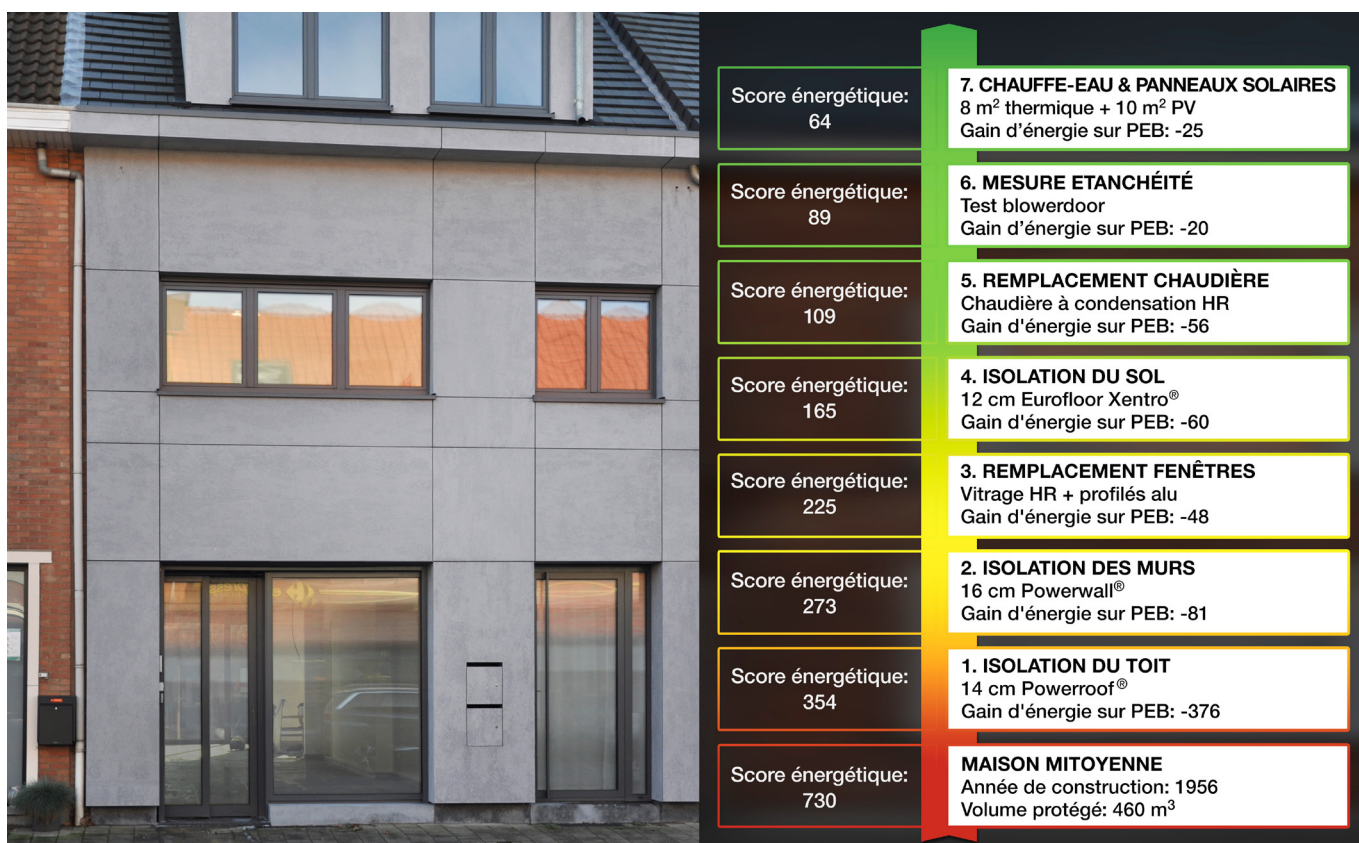 Score énergétique:
64
7. CHAUFFE-EAU & PANNEAUX SOLAIRES
8 m² thermique + 10 m² PV
Gain d’énergie sur PEB: -25
Score énergétique:
89
6. MESURE ETANCHÉITÉ
Test blowerdoor
Gain d’énergie sur PEB: -20
Score énergétique:
109
5. REMPLACEMENT CHAUDIÈRE
Chaudière à condensation HR
Gain d'énergie sur PEB: -56
Score énergétique:
165
4. ISOLATION DU SOL
12 cm Eurofloor Xentro®
Gain d'énergie sur PEB: -60
Score énergétique:
225
3. REMPLACEMENT FENÊTRES
Vitrage HR + profilés alu
Gain d'énergie sur PEB: -48
Score énergétique:
273
2. ISOLATION DES MURS
16 cm Powerwall®
Gain d'énergie sur PEB: -81
Score énergétique:
354
1. ISOLATION DU TOIT
14 cm Powerroof®
Gain d'énergie sur PEB: -376
Score énergétique:
730
MAISON MITOYENNE
Année de construction: 1956
Volume protégé: 460 m³